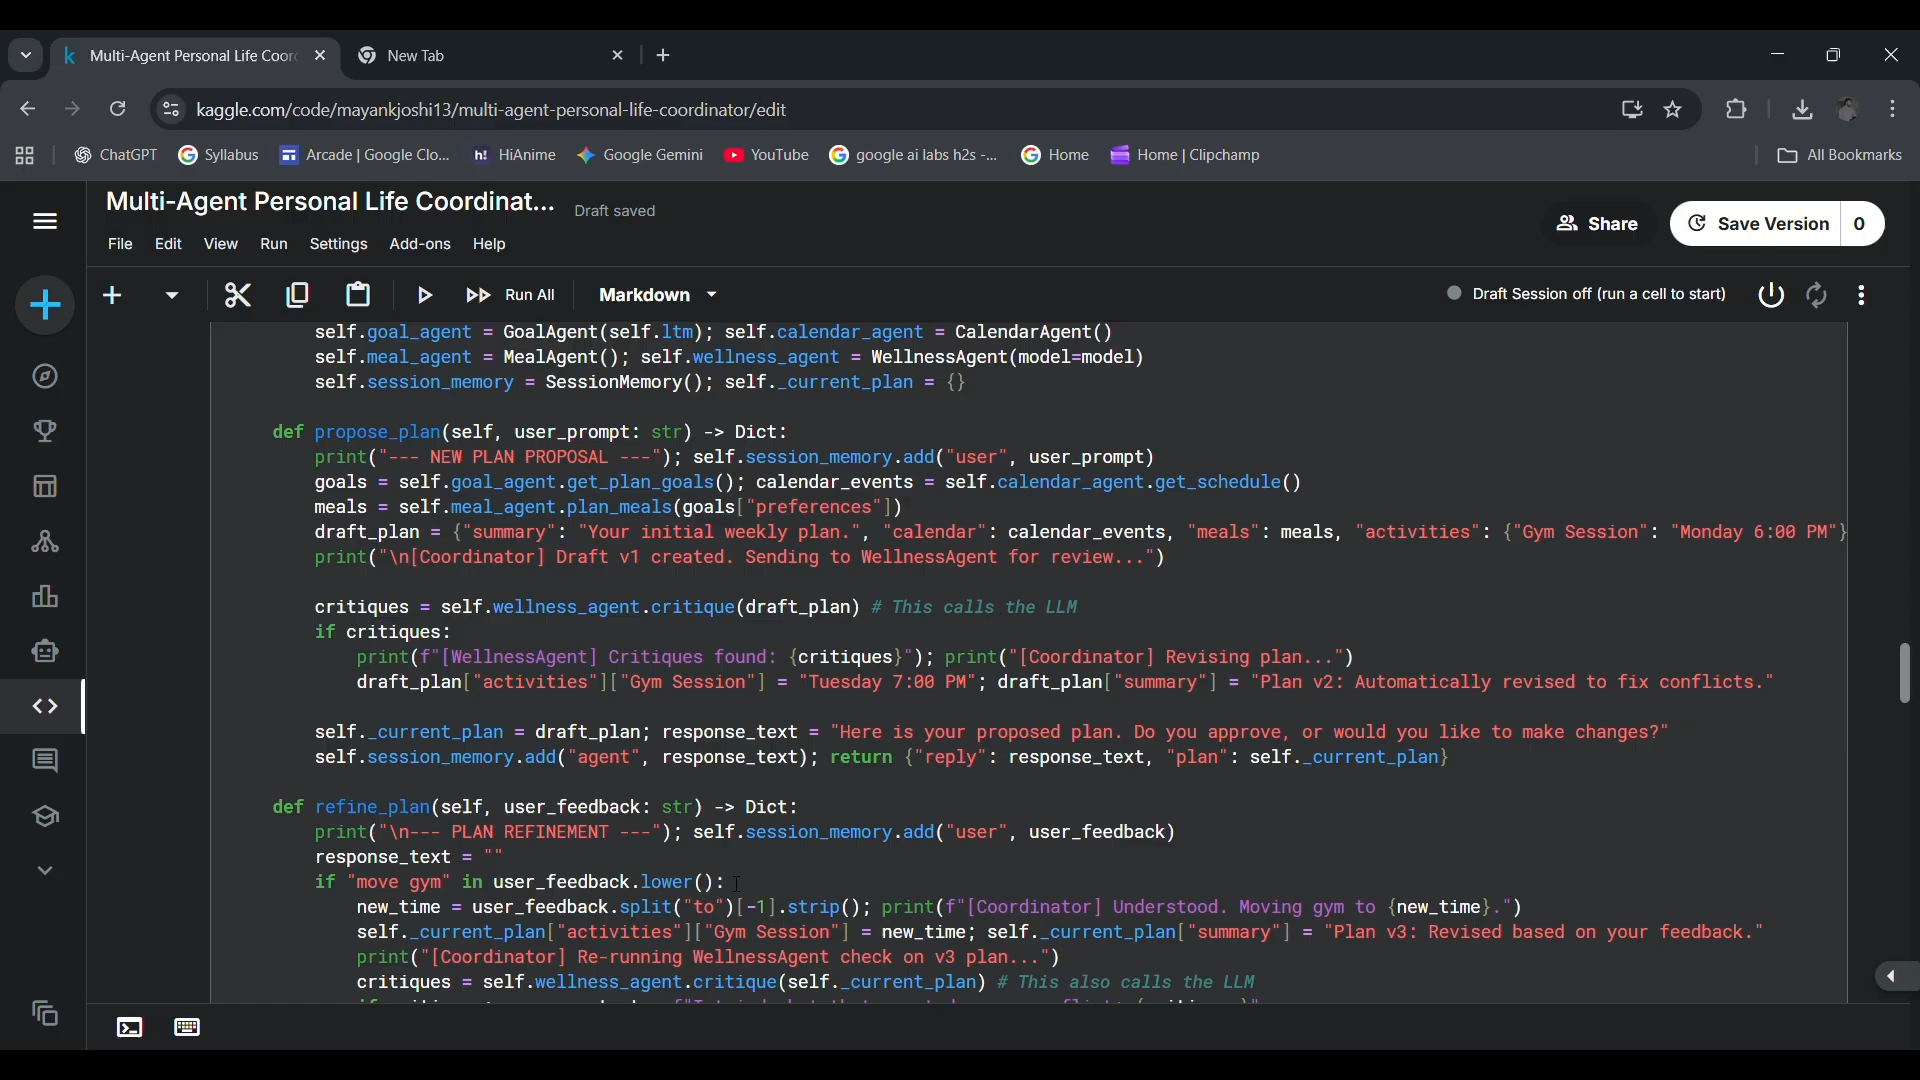 Multi-Agent Personal Life Coor
New Tab
kaggle.com/code/mayankjoshi13/multi-agent-personal-life-coordinator/edit
ChatGPT
Syllabus
Arcade | Google Clo...
HiAnime
Google Gemini
YouTube
google ai labs h2s -...
Home
Home | Clipchamp
All Bookmarks
Multi-Agent Personal Life Coordinat...
Draft saved
Share
Save Version
0
File Edit View Run Settings Add-ons Help
Run All
Markdown
Draft Session off (run a cell to start)
self.goal_agent = GoalAgent(self.ltm); self.calendar_agent = CalendarAgent()
self.meal_agent = MealAgent(); self.wellness_agent = WellnessAgent(model=model)
self.session_memory = SessionMemory(); self._current_plan = {}
def propose_plan(self, user_prompt: str) -> Dict:
print("--- NEW PLAN PROPOSAL ---"); self.session_memory.add("user", user_prompt)
goals = self.goal_agent.get_plan_goals(); calendar_events = self.calendar_agent.get_schedule()
meals = self.meal_agent.plan_meals(goals["preferences"])
draft_plan = {"summary": "Your initial weekly plan.", "calendar": calendar_events, "meals": meals, "activities": {"Gym Session": "Monday 6:00 PM"}
print("\n[Coordinator] Draft v1 created. Sending to WellnessAgent for review...")
critiques = self.wellness_agent.critique(draft_plan) # This calls the LLM
if critiques:
print(f"[WellnessAgent] Critiques found: {critiques}"); print("[Coordinator] Revising plan...")
draft_plan["activities"]["Gym Session"] = "Tuesday 7:00 PM"; draft_plan["summary"] = "Plan v2: Automatically revised to fix conflicts."
self._current_plan = draft_plan; response_text = "Here is your proposed plan. Do you approve, or would you like to make changes?"
self.session_memory.add("agent", response_text); return {"reply": response_text, "plan": self._current_plan}
def refine_plan(self, user_feedback: str) -> Dict:
print("\n--- PLAN REFINEMENT ---"); self.session_memory.add("user", user_feedback)
response_text = ""
if "move gym" in user_feedback.lower():
new_time = user_feedback.split("to")[-1].strip(); print(f"[Coordinator] Understood. Moving gym to {new_time}.")
self._current_plan["activities"]["Gym Session"] = new_time; self._current_plan["summary"] = "Plan v3: Revised based on your feedback."
print("[Coordinator] Re-running WellnessAgent check on v3 plan...")
critiques = self.wellness_agent.critique(self._current_plan) # This also calls the LLM